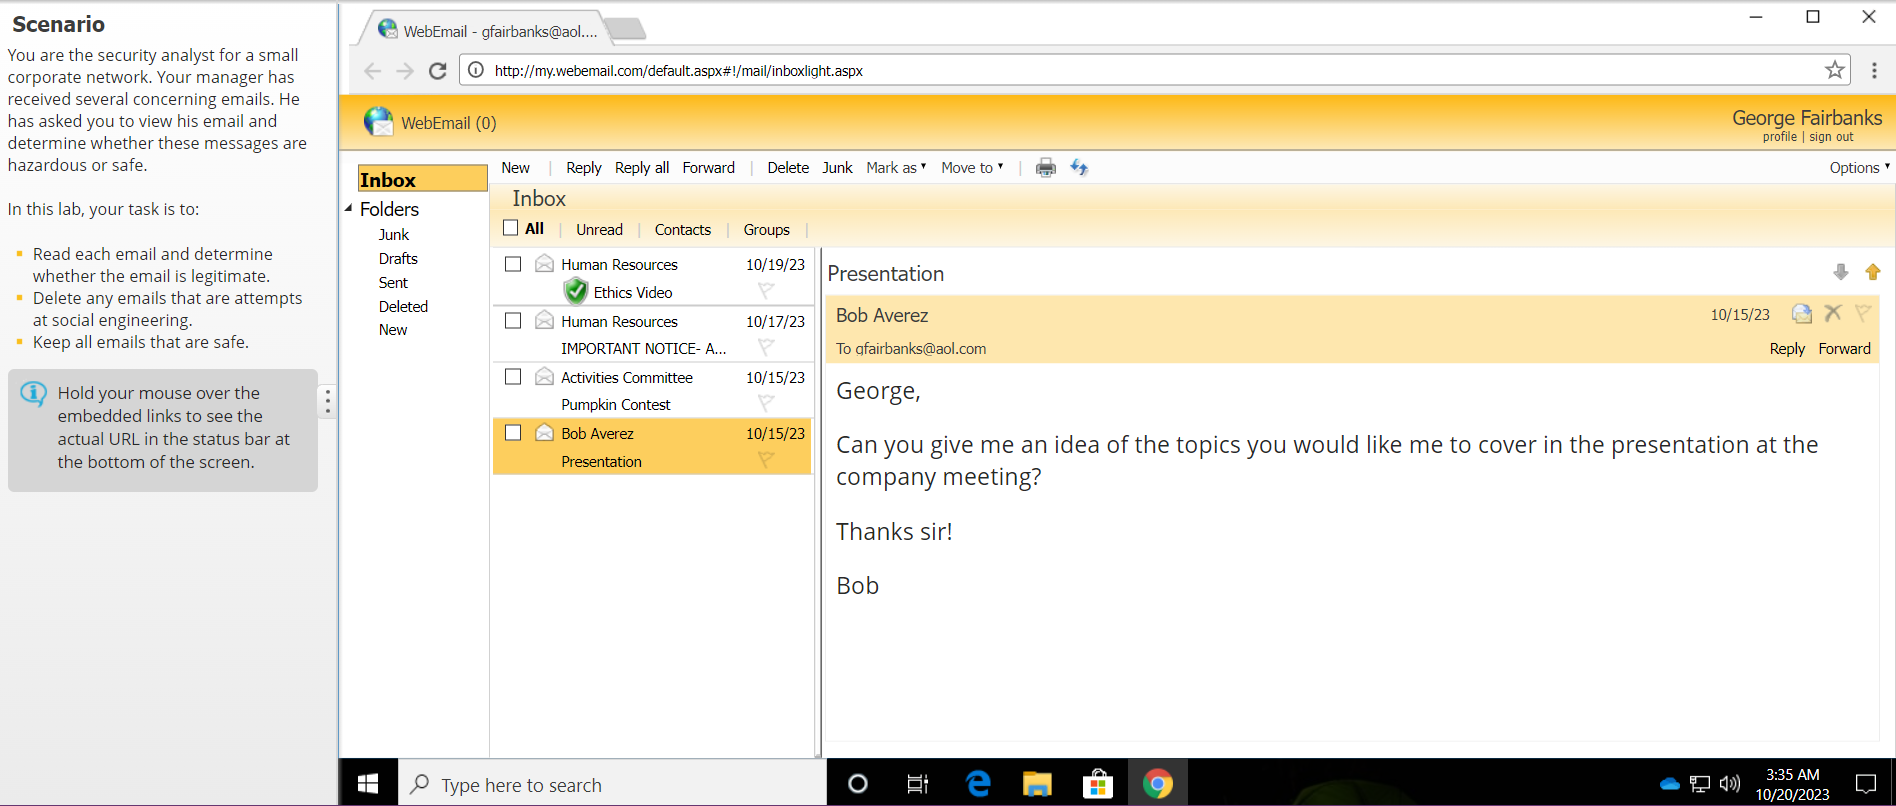 Scenario
You are the security analyst for a small
corporate network. Your manager has
received several concerning emails. He
has asked you to view his email and
determine whether these messages are
hazardous or safe.
In this lab, your task is to:
Read each email and determine
whether the email is legitimate.
Delete any emails that are attempts
at social engineering.
Keep all emails that are safe.
Hold your mouse over the
embedded links to see the
actual URL in the status bar at
the bottom of the screen.
WebEmail - gfairbanks@aol....
http://my.webemail.com/default.aspx#!/mail/inboxlight.aspx
WebEmail (0)
George Fairbanks
profile | sign out
Inbox
Folders
Junk
Drafts
Sent
Deleted
New
New | Reply Reply all Forward | Delete Junk Mark as Move to | Options
Inbox
All | Unread | Contacts | Groups |
Human Resources 10/19/23
Ethics Video
Human Resources 10/17/23
IMPORTANT NOTICE- A...
Activities Committee 10/15/23
Pumpkin Contest
Bob Averez 10/15/23
Presentation
Presentation
Bob Averez 10/15/23
To gfairbanks@aol.com Reply Forward
George,
Can you give me an idea of the topics you would like me to cover in the presentation at the
company meeting?
Thanks sir!
Bob
Type here to search
3:35 AM
10/20/2023